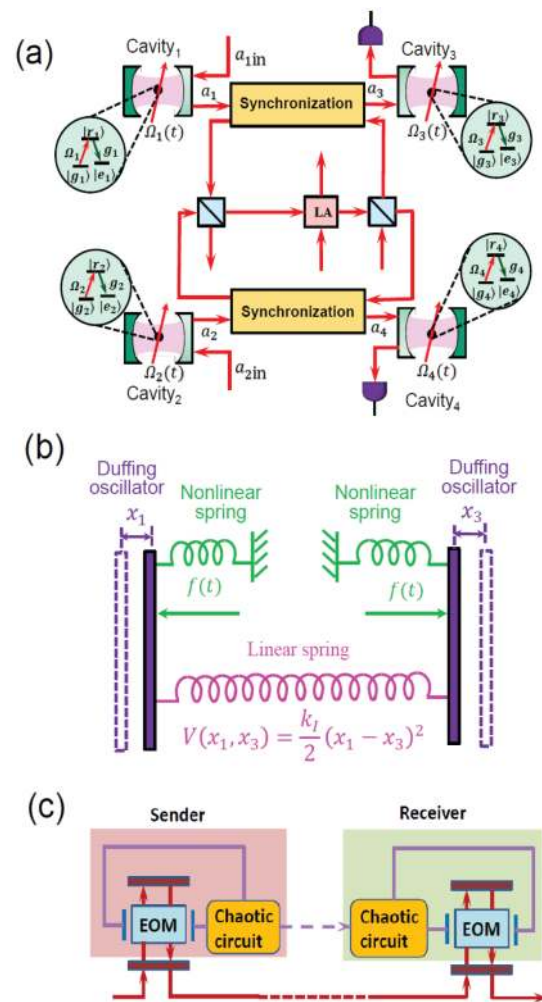 (a)
Cavity₁
a₁in
Cavity₃
a₁
Synchronization
a₃
Ω₁(t)
Ω₃(t)
|r₁⟩
Ω₁
g₁
|g₁⟩
|e₁⟩
|r₃⟩
Ω₃
g₃
|g₃⟩
|e₃⟩
LA
|r₂⟩
Ω₂
g₂
|g₂⟩
|e₂⟩
|r₄⟩
Ω₄
g₄
|g₄⟩
|e₄⟩
a₂
Synchronization
a₄
Ω₂(t)
Cavity₂
a₂in
Ω₄(t)
Cavity₄
(b)
Duffing
oscillator
x₁
Nonlinear
spring
Nonlinear
spring
Duffing
oscillator
x₃
f(t)
f(t)
Linear spring
V(x₁, x₃) = k_I/2 (x₁ − x₃)²
(c)
Sender
Receiver
EOM
Chaotic
circuit
Chaotic
circuit
EOM